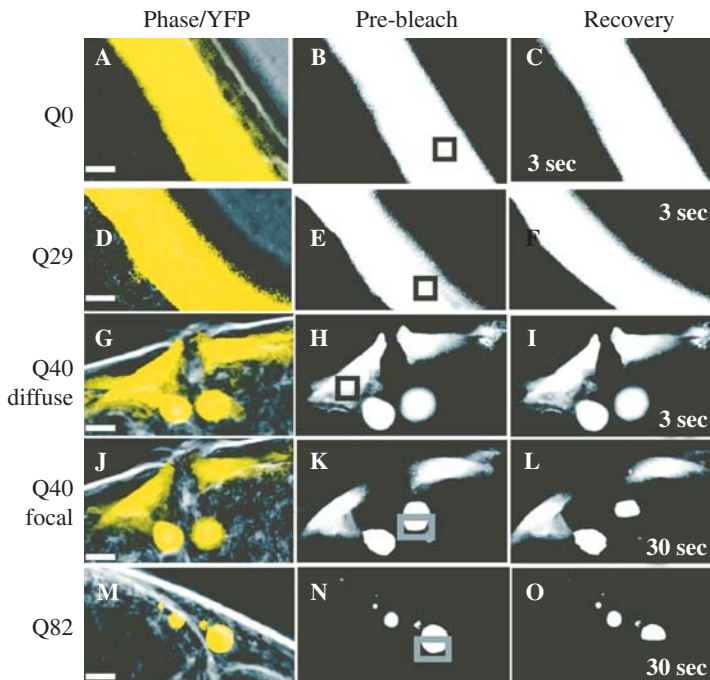 Phase/YFP Pre-bleach Recovery
Q0 A B C 3 sec
Q29 D E F 3 sec
Q40 diffuse G H I 3 sec
Q40 focal J K L 30 sec
Q82 M N O 30 sec